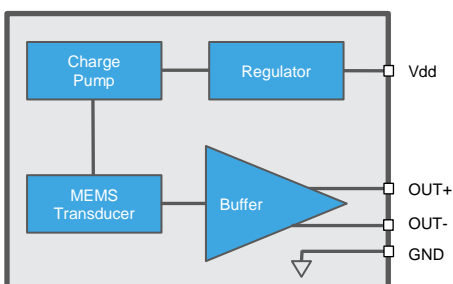 Charge
Pump
Regulator
Vdd
MEMS
Transducer
Buffer
OUT+
OUT-
GND